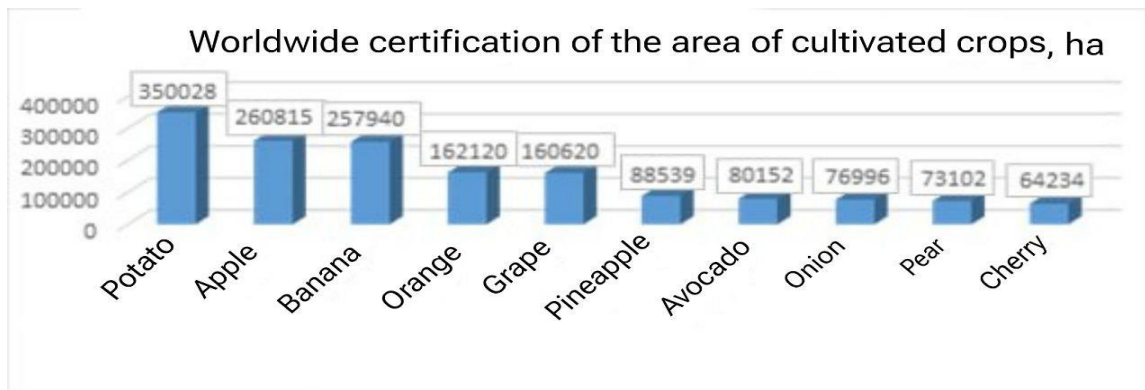 Worldwide certification of the area of cultivated crops, ha
350028
260815
257940
162120
160620
88539
80152
76996
73102
64234
400000
300000
200000
100000
0
Potato
Apple
Banana
Orange
Grape
Pineapple
Avocado
Onion
Pear
Cherry